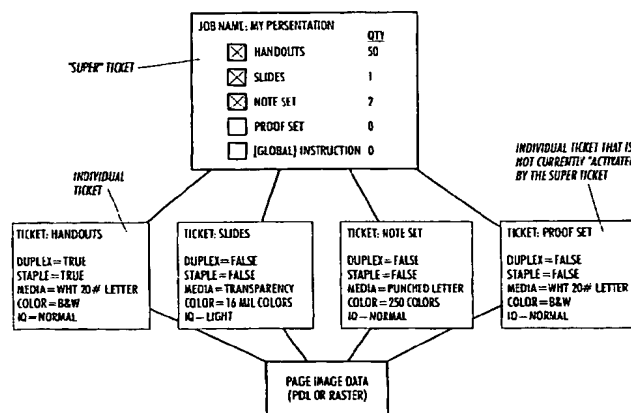 JOB NAME: MY PERSENTATION
QTY
HANDOUTS 50
SLIDES 1
NOTE SET 2
PROOF SET 0
[GLOBAL] INSTRUCTION 0
"SUPER" TICKET
INDIVIDUAL TICKET THAT IS
NOT CURRENTLY "ACTIVATED
BY THE SUPER TICKET
INDIVIDUAL
TICKET
TICKET: HANDOUTS
DUPLEX=TRUE
STAPLE=TRUE
MEDIA=WHT 20# LETTER
COLOR=B&W
IQ—NORMAL
TICKET: SLIDES
DUPLEX=FALSE
STAPLE=FALSE
MEDIA=TRANSPARENCY
COLOR=16 MIL COLORS
IQ—LIGHT
TICKET: NOTE SET
DUPLEX=FALSE
STAPLE=FALSE
MEDIA=PUNCHED LETTER
COLOR=250 COLORS
IQ—NORMAL
TICKET: PROOF SET
DUPLEX=FALSE
STAPLE=FALSE
MEDIA=WHT 20# LETTER
COLOR=B&W
IQ—NORMAL
PAGE IMAGE DATA
(PDL OR RASTER)